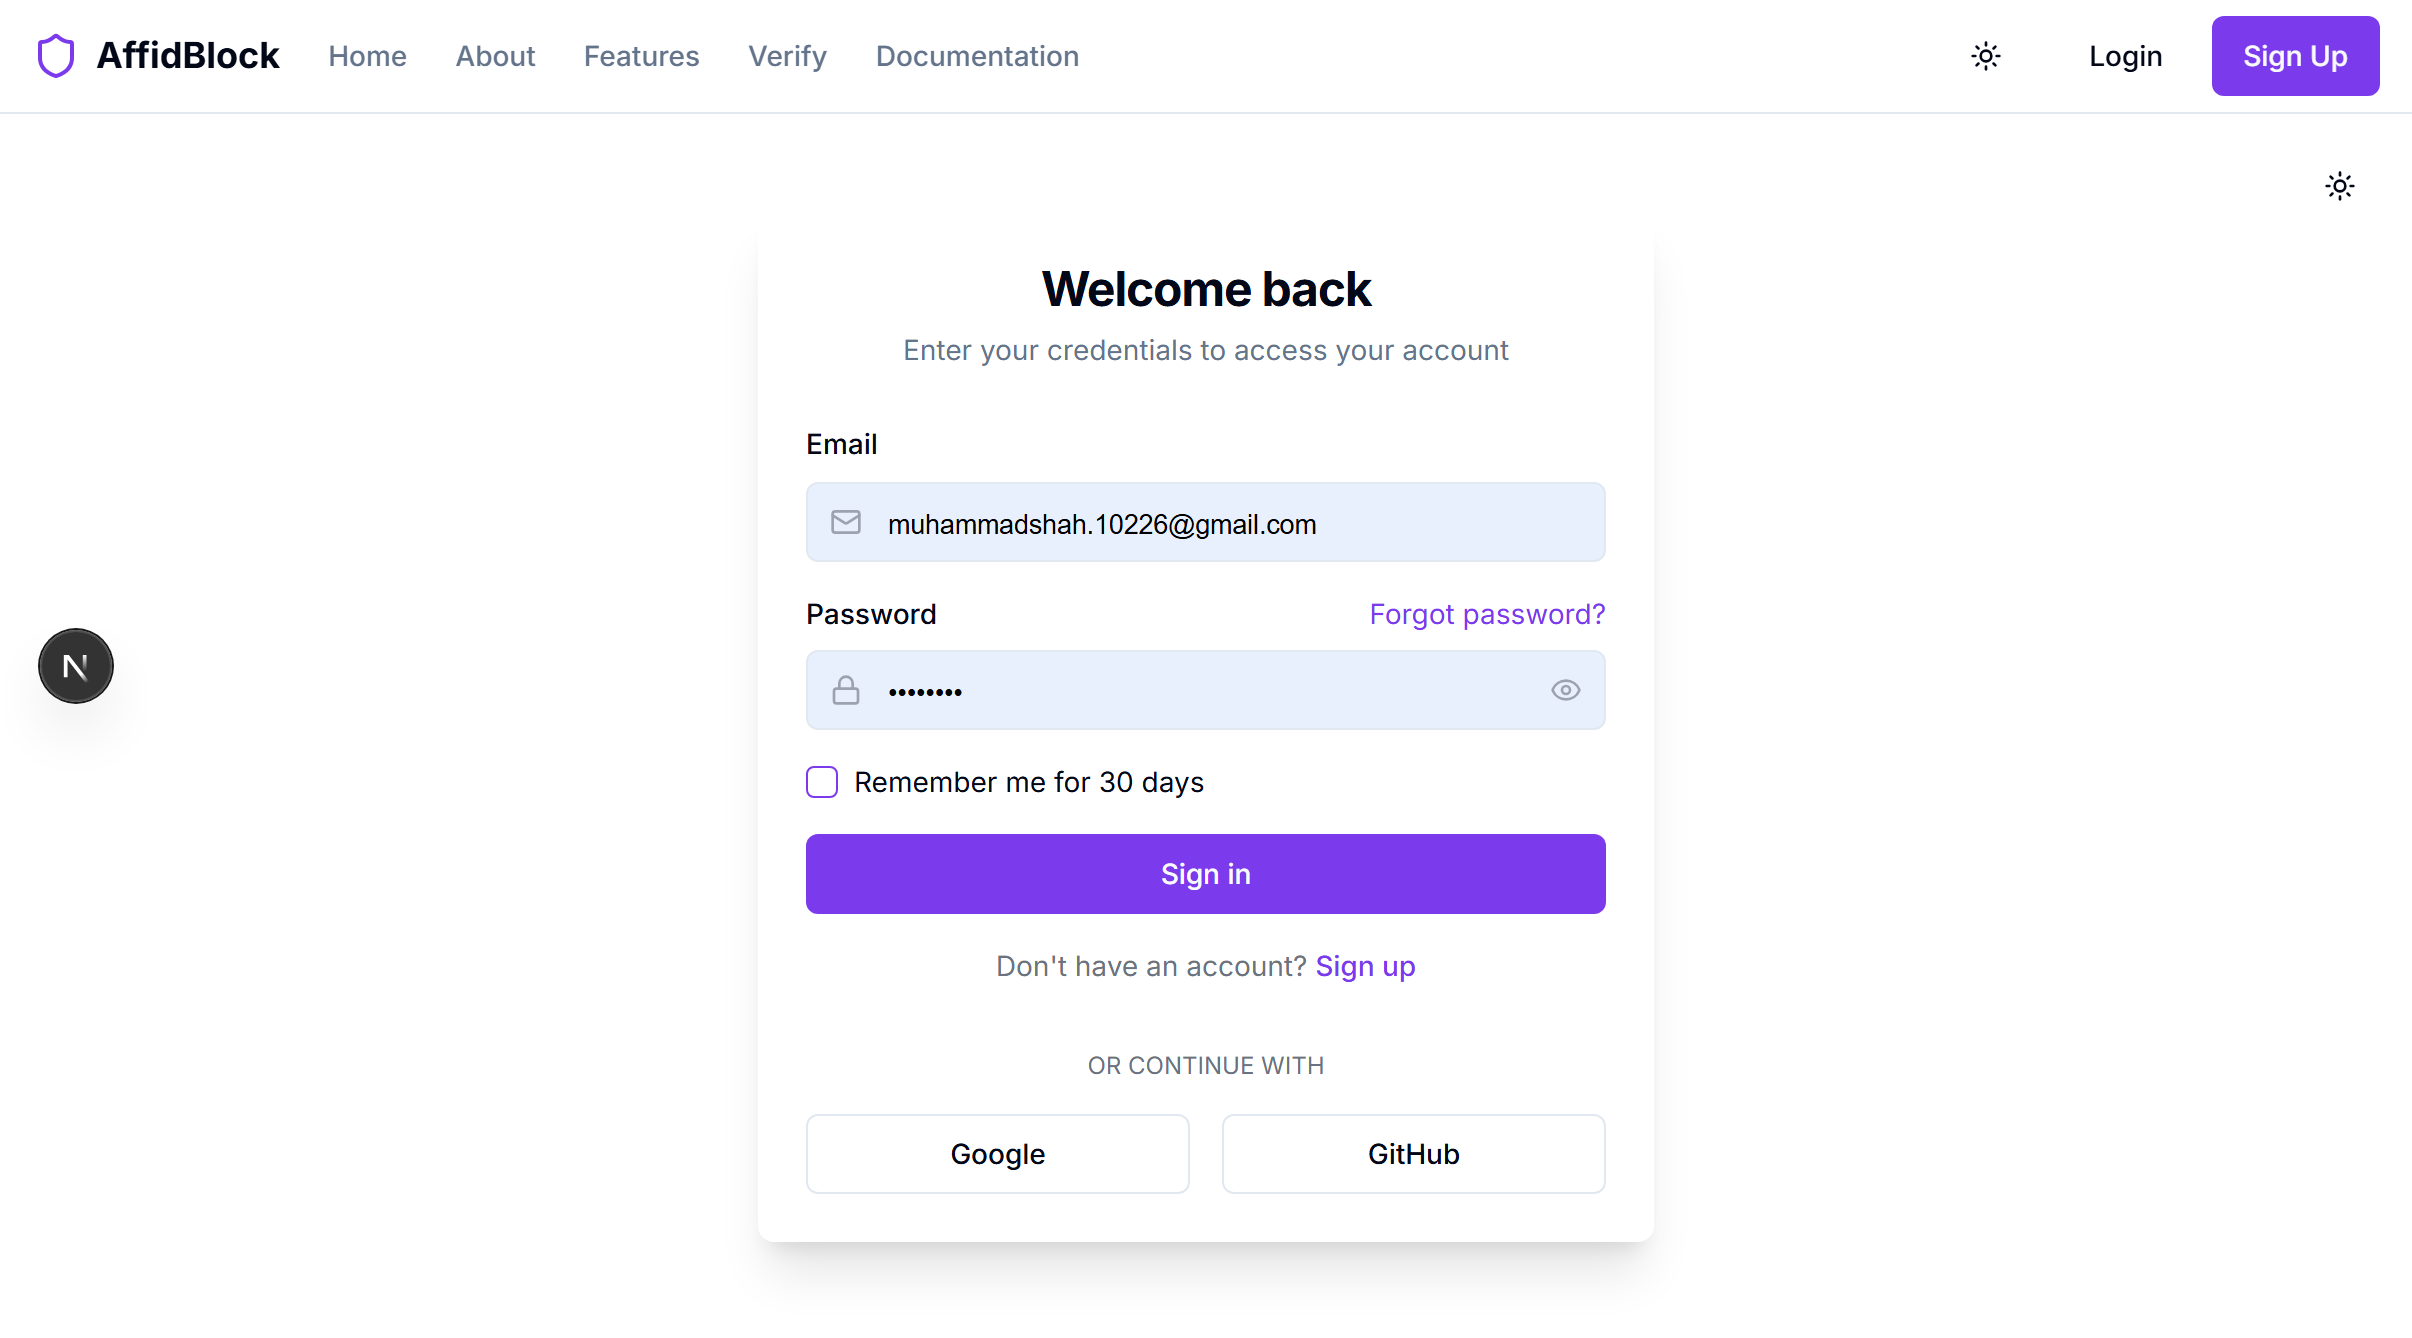 AffidBlock Home About Features Verify Documentation Login Sign Up
Welcome back
Enter your credentials to access your account
Email
muhammadshah.10226@gmail.com
Password Forgot password?
••••••••
Remember me for 30 days
Sign in
Don't have an account? Sign up
OR CONTINUE WITH
Google GitHub
N